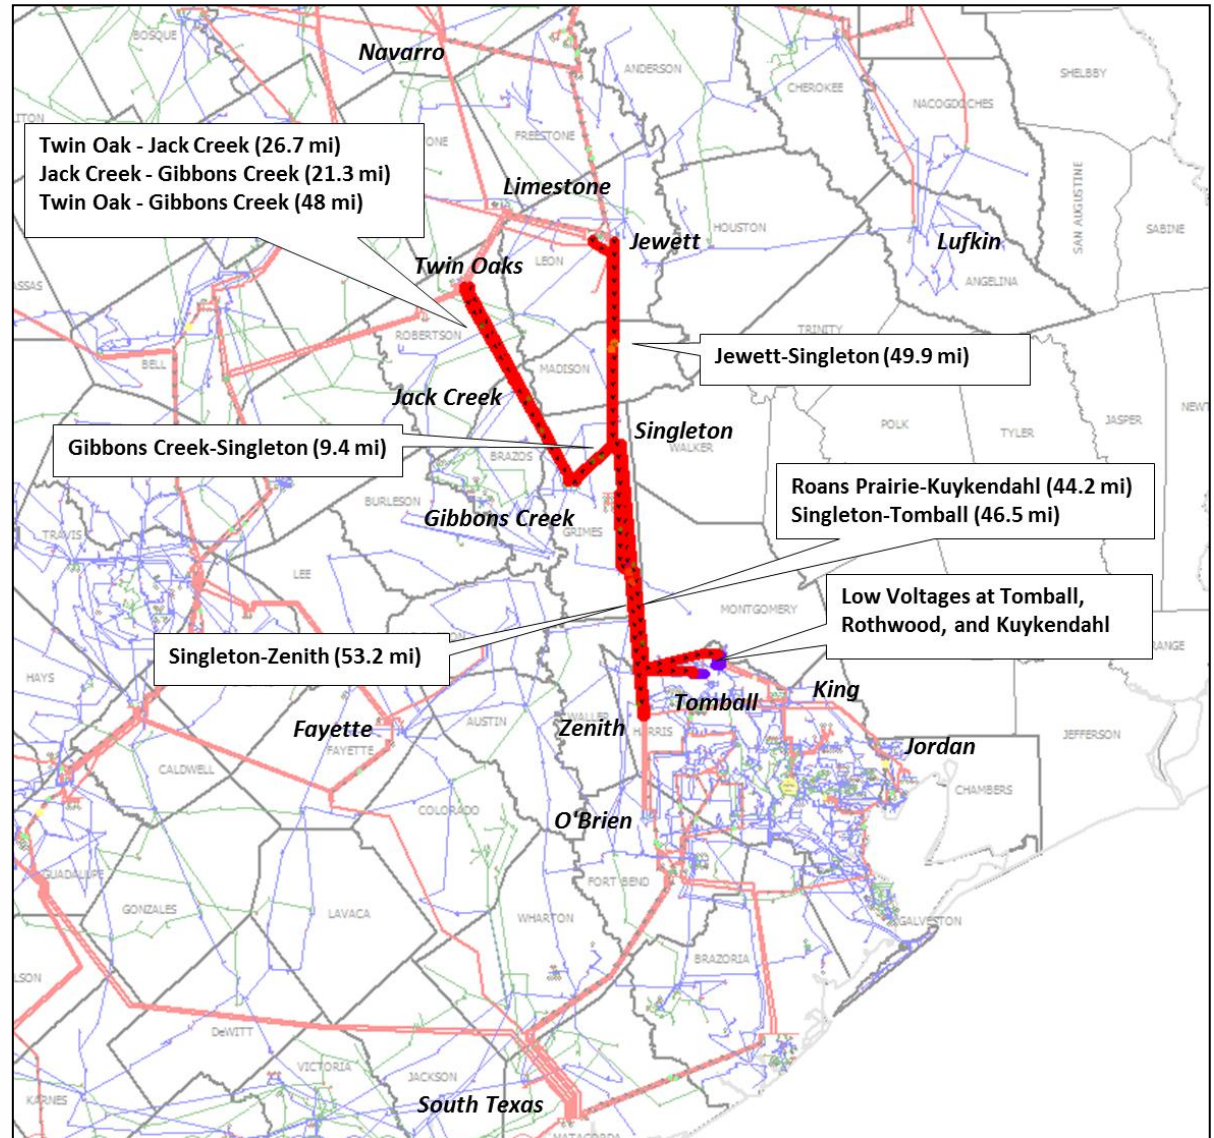 Navarro
BOSQUE
ANDERSON
SHELBBY
CHEROKEE
NACOGDOCHES
FREESTONE
Twin Oak - Jack Creek (26.7 mi)
Jack Creek - Gibbons Creek (21.3 mi)
Twin Oak - Gibbons Creek (48 mi)
Limestone
SAN AUGUSTINE
SABINE
HOUSTON
Jewett
Lufkin
LEON
Twin Oaks
ANGELINA
ROBERTSON
TRINITY
Jewett-Singleton (49.9 mi)
BELL
MADISON
Jack Creek
POLK
TYLER
JASPER
Singleton
WALKER
Gibbons Creek-Singleton (9.4 mi)
BRAZOS
Roans Prairie-Kuykendahl (44.2 mi)
Singleton-Tomball (46.5 mi)
BURLESON
Gibbons Creek
GRIMES
TRAVIS
LEE
Low Voltages at Tomball,
Rothwood, and Kuykendahl
MONTGOMERY
Singleton-Zenith (53.2 mi)
HAYS
King
Tomball
Fayette
FAYETTE
AUSTIN
WALLER
Zenith
HARRIS
JEFFERSON
Jordan
CALDWELL
CHAMBERS
COLORADO
O'Brien
GUADALUPE
FORT BEND
GONZALES
LAVACA
WHARTON
GALVESTON
BRAZORIA
DeWITT
VICTORIA
JACKSON
KARNES
South Texas
MATAGORDA